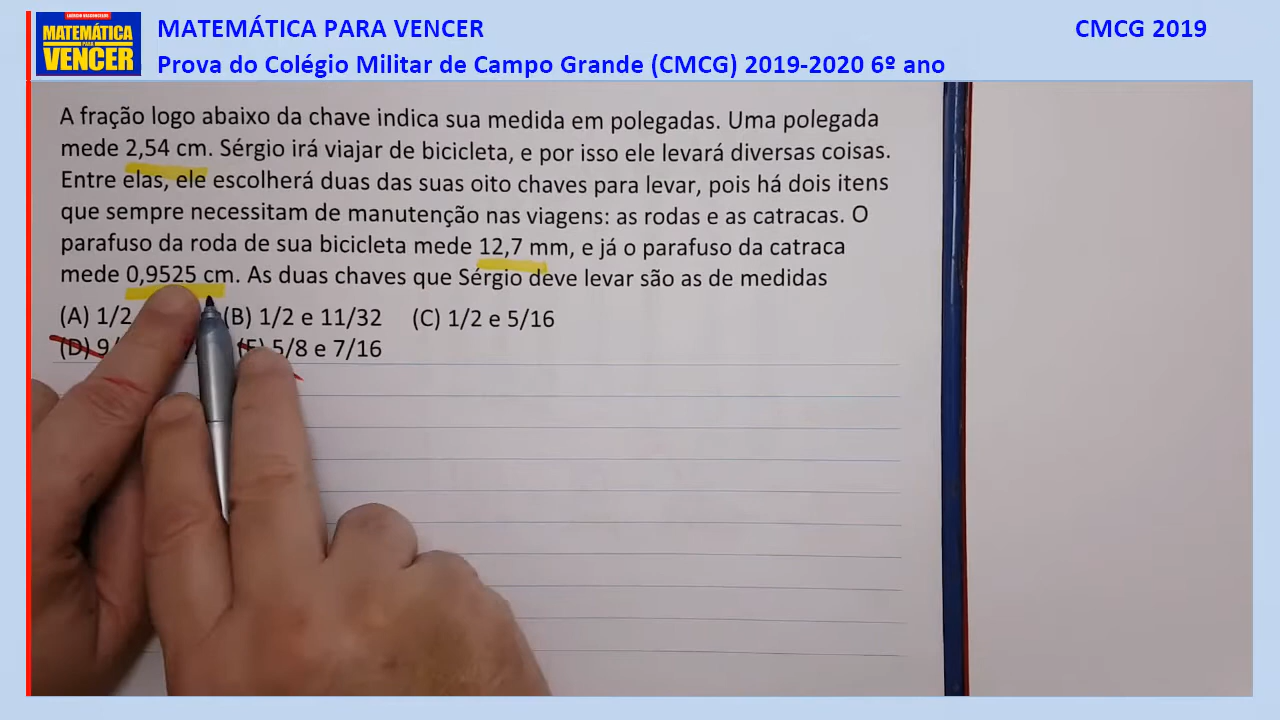 LAÉRCIO VASCONCELOS
MATEMÁTICA
PARA
VENCER
MATEMÁTICA PARA VENCER
CMCG 2019
Prova do Colégio Militar de Campo Grande (CMCG) 2019-2020 6º ano
A fração logo abaixo da chave indica sua medida em polegadas. Uma polegada
mede 2,54 cm. Sérgio irá viajar de bicicleta, e por isso ele levará diversas coisas.
Entre elas, ele escolherá duas das suas oito chaves para levar, pois há dois itens
que sempre necessitam de manutenção nas viagens: as rodas e as catracas. O
parafuso da roda de sua bicicleta mede 12,7 mm, e já o parafuso da catraca
mede 0,9525 cm. As duas chaves que Sérgio deve levar são as de medidas
(A) 1/2 (B) 1/2 e 11/32 (C) 1/2 e 5/16
(D) 9/ (E) 5/8 e 7/16